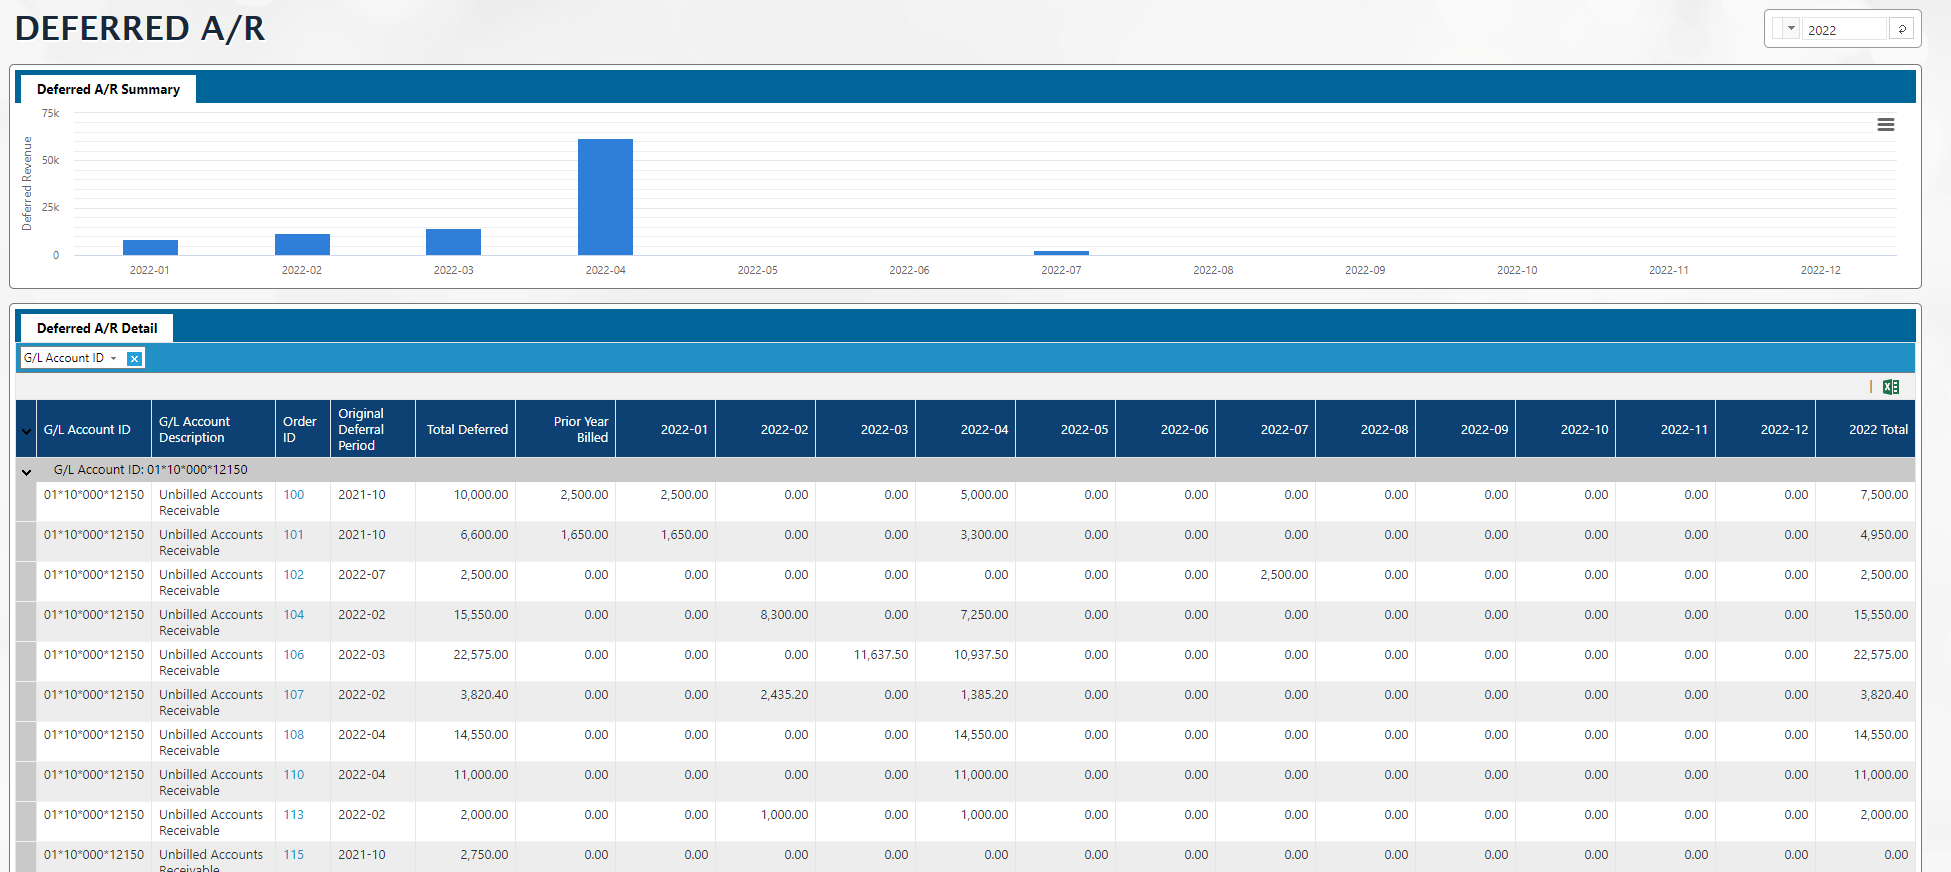 DEFERRED A/R
2022
Deferred A/R Summary
Deferred Revenue
75k
50k
25k
0
2022-01 2022-02 2022-03 2022-04 2022-05 2022-06 2022-07 2022-08 2022-09 2022-10 2022-11 2022-12
Deferred A/R Detail
G/L Account ID
G/L Account ID G/L Account Description Order ID Original Deferral Period Total Deferred Prior Year Billed 2022-01 2022-02 2022-03 2022-04 2022-05 2022-06 2022-07 2022-08 2022-09 2022-10 2022-11 2022-12 2022 Total
G/L Account ID: 01*10*000*12150
01*10*000*12150 Unbilled Accounts Receivable 100 2021-10 10,000.00 2,500.00 2,500.00 0.00 0.00 5,000.00 0.00 0.00 0.00 0.00 0.00 0.00 0.00 0.00 7,500.00
01*10*000*12150 Unbilled Accounts Receivable 101 2021-10 6,600.00 1,650.00 1,650.00 0.00 0.00 3,300.00 0.00 0.00 0.00 0.00 0.00 0.00 0.00 0.00 4,950.00
01*10*000*12150 Unbilled Accounts Receivable 102 2022-07 2,500.00 0.00 0.00 0.00 0.00 0.00 0.00 0.00 2,500.00 0.00 0.00 0.00 0.00 0.00 2,500.00
01*10*000*12150 Unbilled Accounts Receivable 104 2022-02 15,550.00 0.00 0.00 8,300.00 0.00 7,250.00 0.00 0.00 0.00 0.00 0.00 0.00 0.00 0.00 15,550.00
01*10*000*12150 Unbilled Accounts Receivable 106 2022-03 22,575.00 0.00 0.00 0.00 11,637.50 10,937.50 0.00 0.00 0.00 0.00 0.00 0.00 0.00 0.00 22,575.00
01*10*000*12150 Unbilled Accounts Receivable 107 2022-02 3,820.40 0.00 0.00 2,435.20 0.00 1,385.20 0.00 0.00 0.00 0.00 0.00 0.00 0.00 0.00 3,820.40
01*10*000*12150 Unbilled Accounts Receivable 108 2022-04 14,550.00 0.00 0.00 0.00 0.00 14,550.00 0.00 0.00 0.00 0.00 0.00 0.00 0.00 0.00 14,550.00
01*10*000*12150 Unbilled Accounts Receivable 110 2022-04 11,000.00 0.00 0.00 0.00 0.00 11,000.00 0.00 0.00 0.00 0.00 0.00 0.00 0.00 0.00 11,000.00
01*10*000*12150 Unbilled Accounts Receivable 113 2022-02 2,000.00 0.00 0.00 1,000.00 0.00 1,000.00 0.00 0.00 0.00 0.00 0.00 0.00 0.00 0.00 2,000.00
01*10*000*12150 Unbilled Accounts Receivable 115 2021-10 2,750.00 0.00 0.00 0.00 0.00 0.00 0.00 0.00 0.00 0.00 0.00 0.00 0.00 0.00 0.00